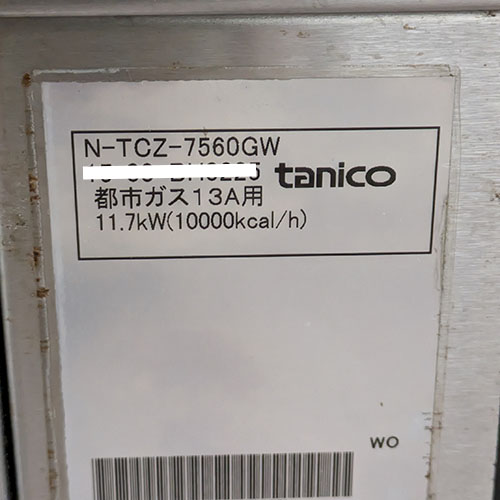 N-TCZ-7560GW
tanico
都市ガス13A用
11.7kW(10000kcal/h)
WO